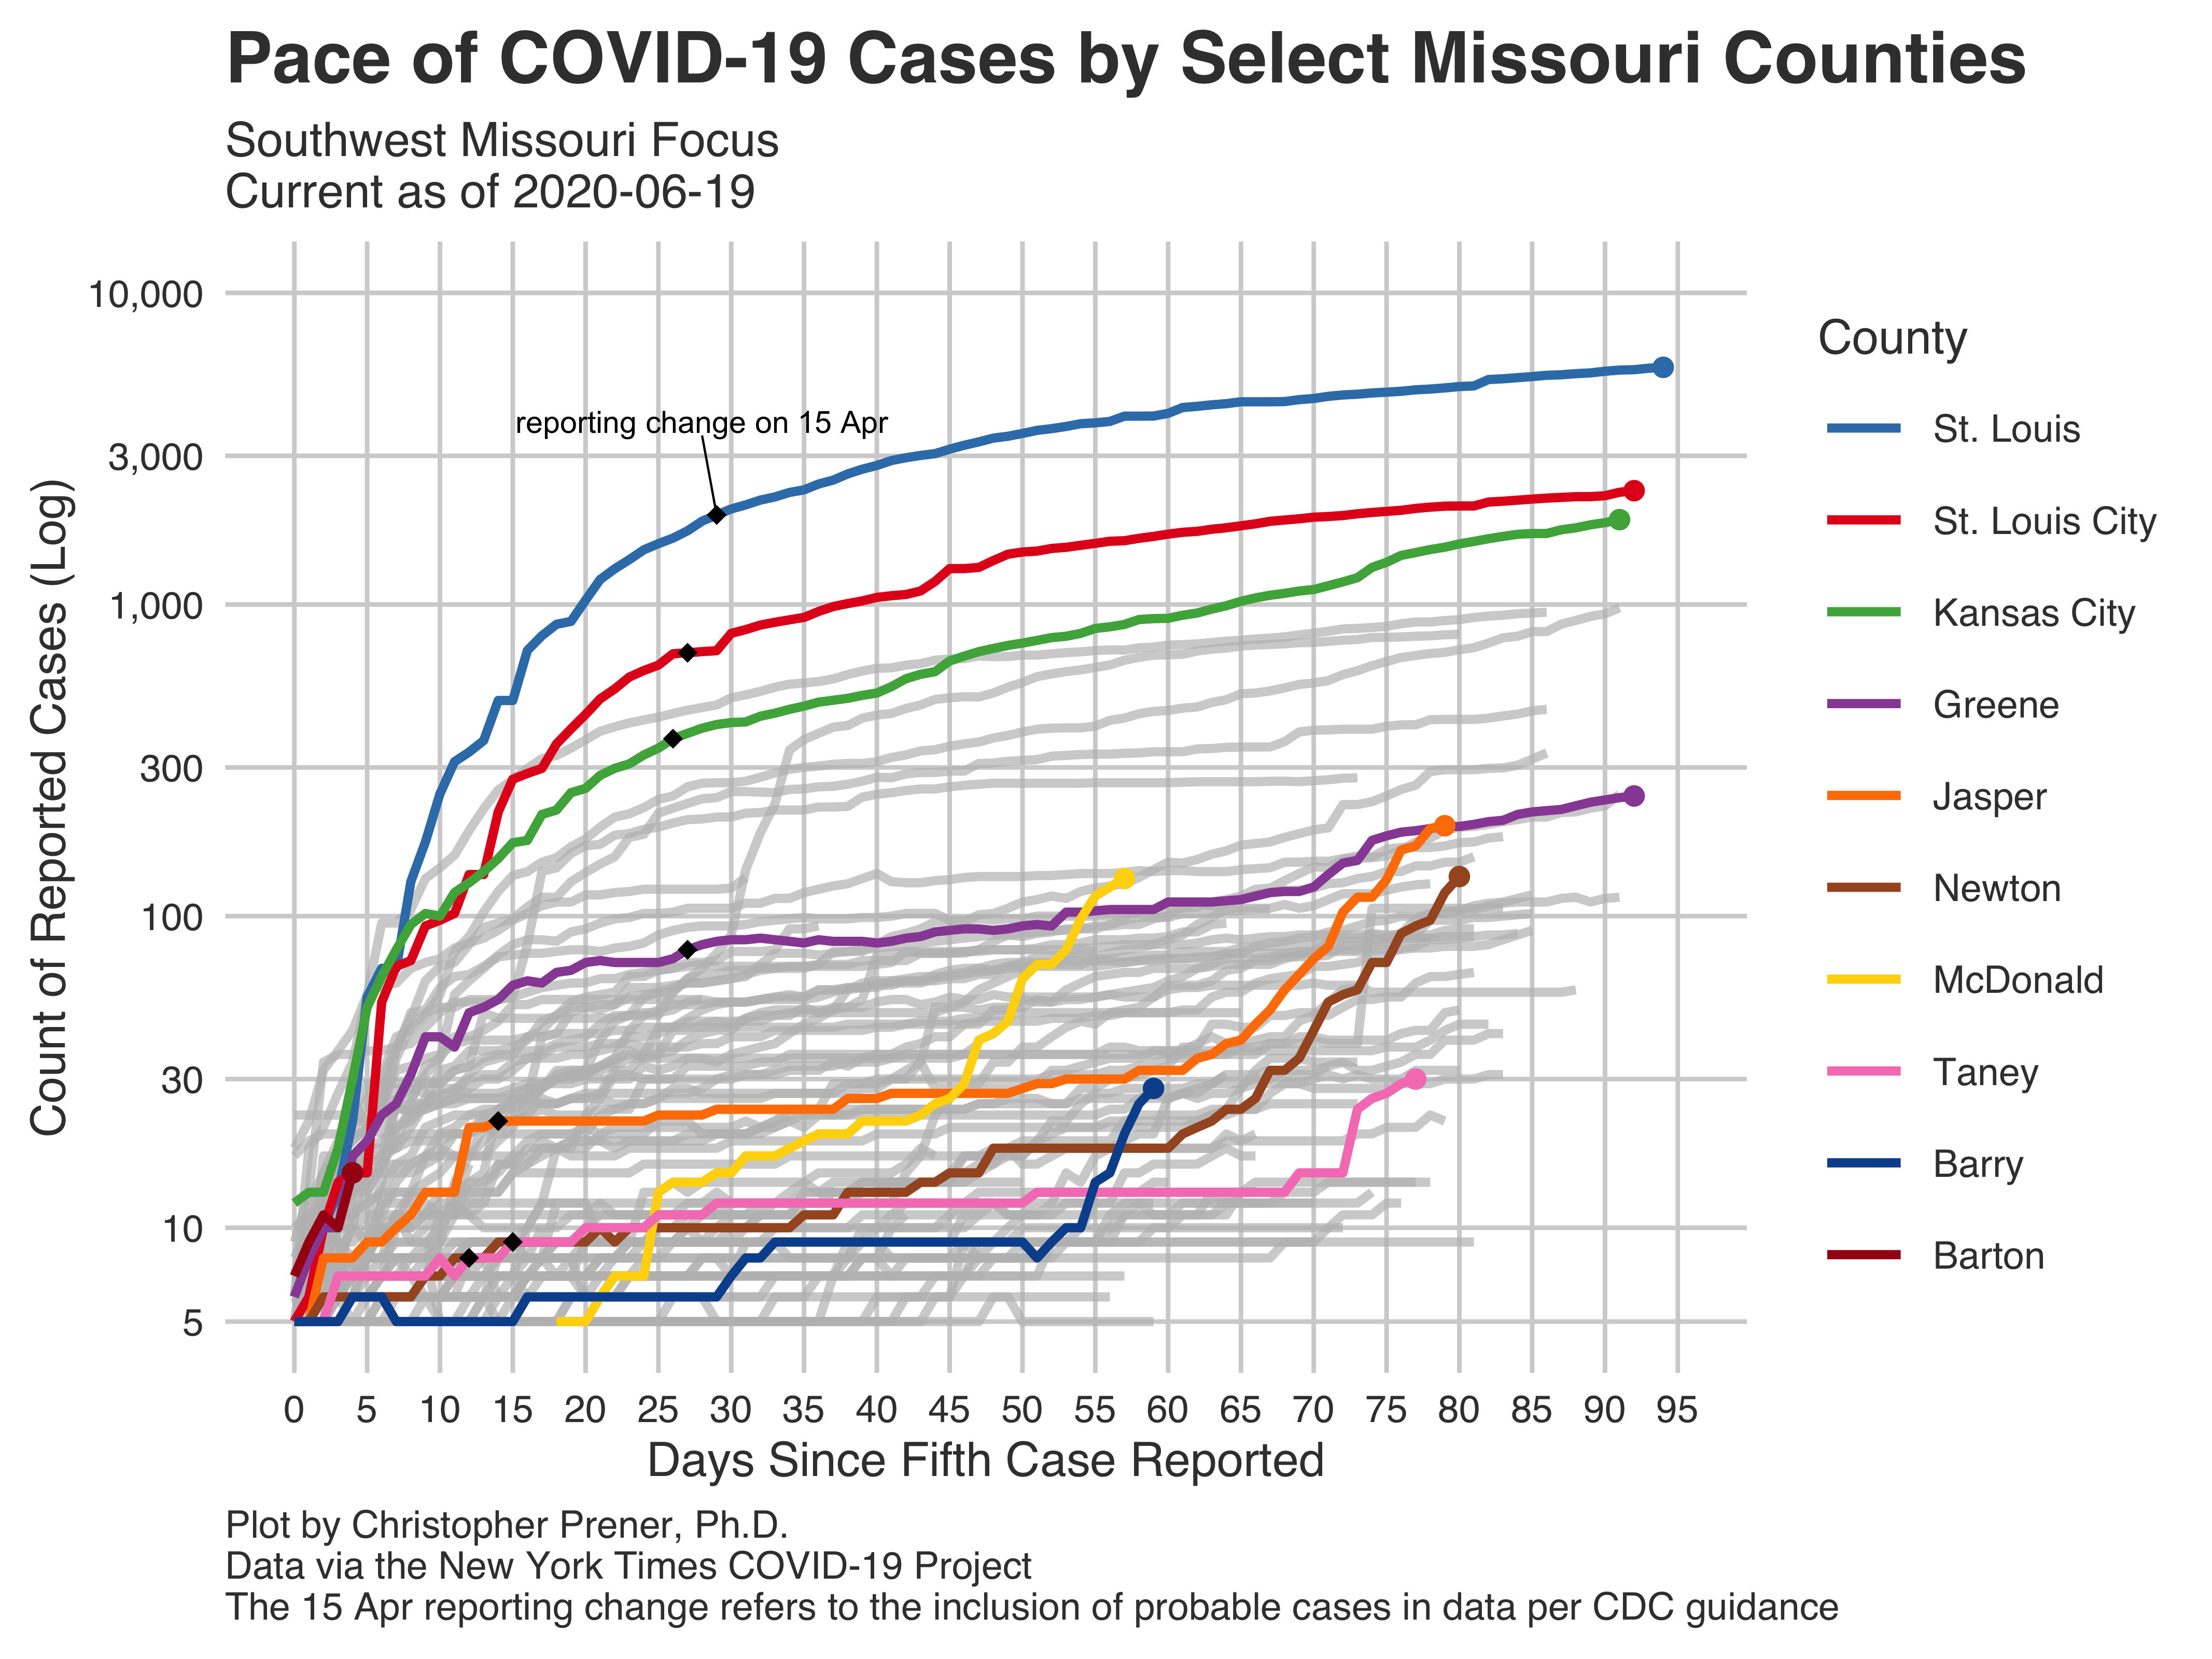 Pace of COVID-19 Cases by Select Missouri Counties
Southwest Missouri Focus
Current as of 2020-06-19
Count of Reported Cases (Log)
10,000
3,000
1,000
300
100
30
10
5
reporting change on 15 Apr
0 5 10 15 20 25 30 35 40 45 50 55 60 65 70 75 80 85 90 95
Days Since Fifth Case Reported
County
St. Louis
St. Louis City
Kansas City
Greene
Jasper
Newton
McDonald
Taney
Barry
Barton
Plot by Christopher Prener, Ph.D.
Data via the New York Times COVID-19 Project
The 15 Apr reporting change refers to the inclusion of probable cases in data per CDC guidance